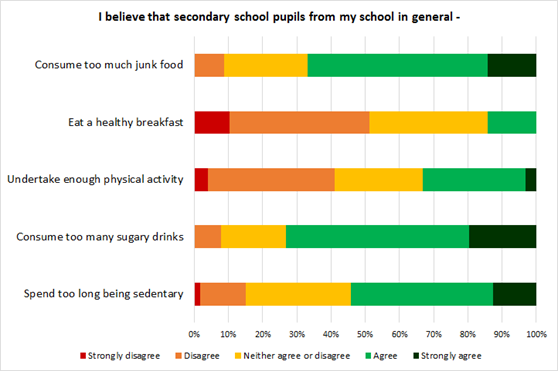 I believe that secondary school pupils from my school in general -
Consume too much junk food
Eat a healthy breakfast
Undertake enough physical activity
Consume too many sugary drinks
Spend too long being sedentary
0% 10% 20% 30% 40% 50% 60% 70% 80% 90% 100%
Strongly disagree Disagree Neither agree or disagree Agree Strongly agree